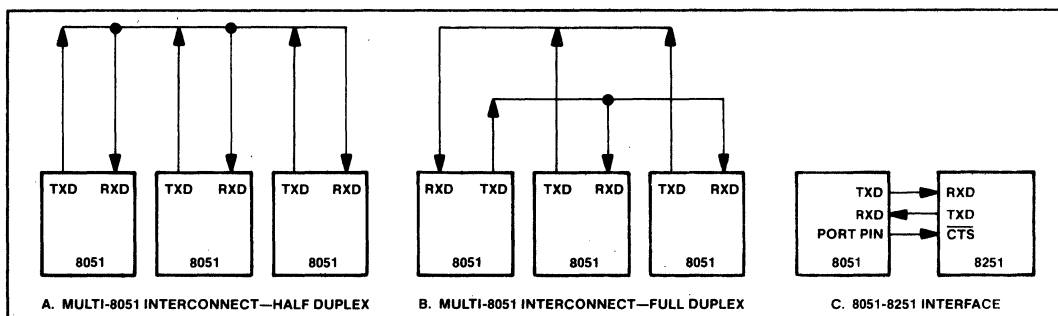 TXD RXD TXD RXD TXD RXD
8051 8051 8051
A. MULTI-8051 INTERCONNECT—HALF DUPLEX
RXD TXD TXD RXD TXD RXD
8051 8051 8051
B. MULTI-8051 INTERCONNECT—FULL DUPLEX
TXD RXD
RXD TXD
PORT PIN CTS
8051 8251
C. 8051-8251 INTERFACE